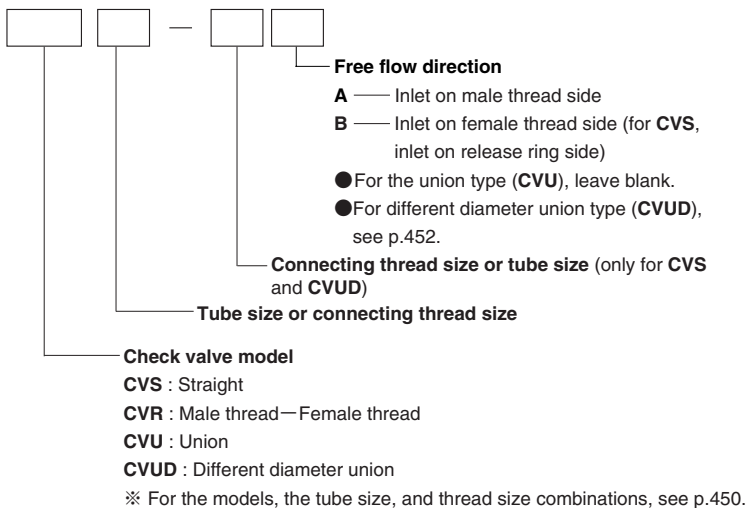 —
Free flow direction
A —— Inlet on male thread side
B —— Inlet on female thread side (for CVS,
inlet on release ring side)
●For the union type (CVU), leave blank.
●For different diameter union type (CVUD),
see p.452.
Connecting thread size or tube size (only for CVS
and CVUD)
Tube size or connecting thread size
Check valve model
CVS : Straight
CVR : Male thread—Female thread
CVU : Union
CVUD : Different diameter union
※ For the models, the tube size, and thread size combinations, see p.450.